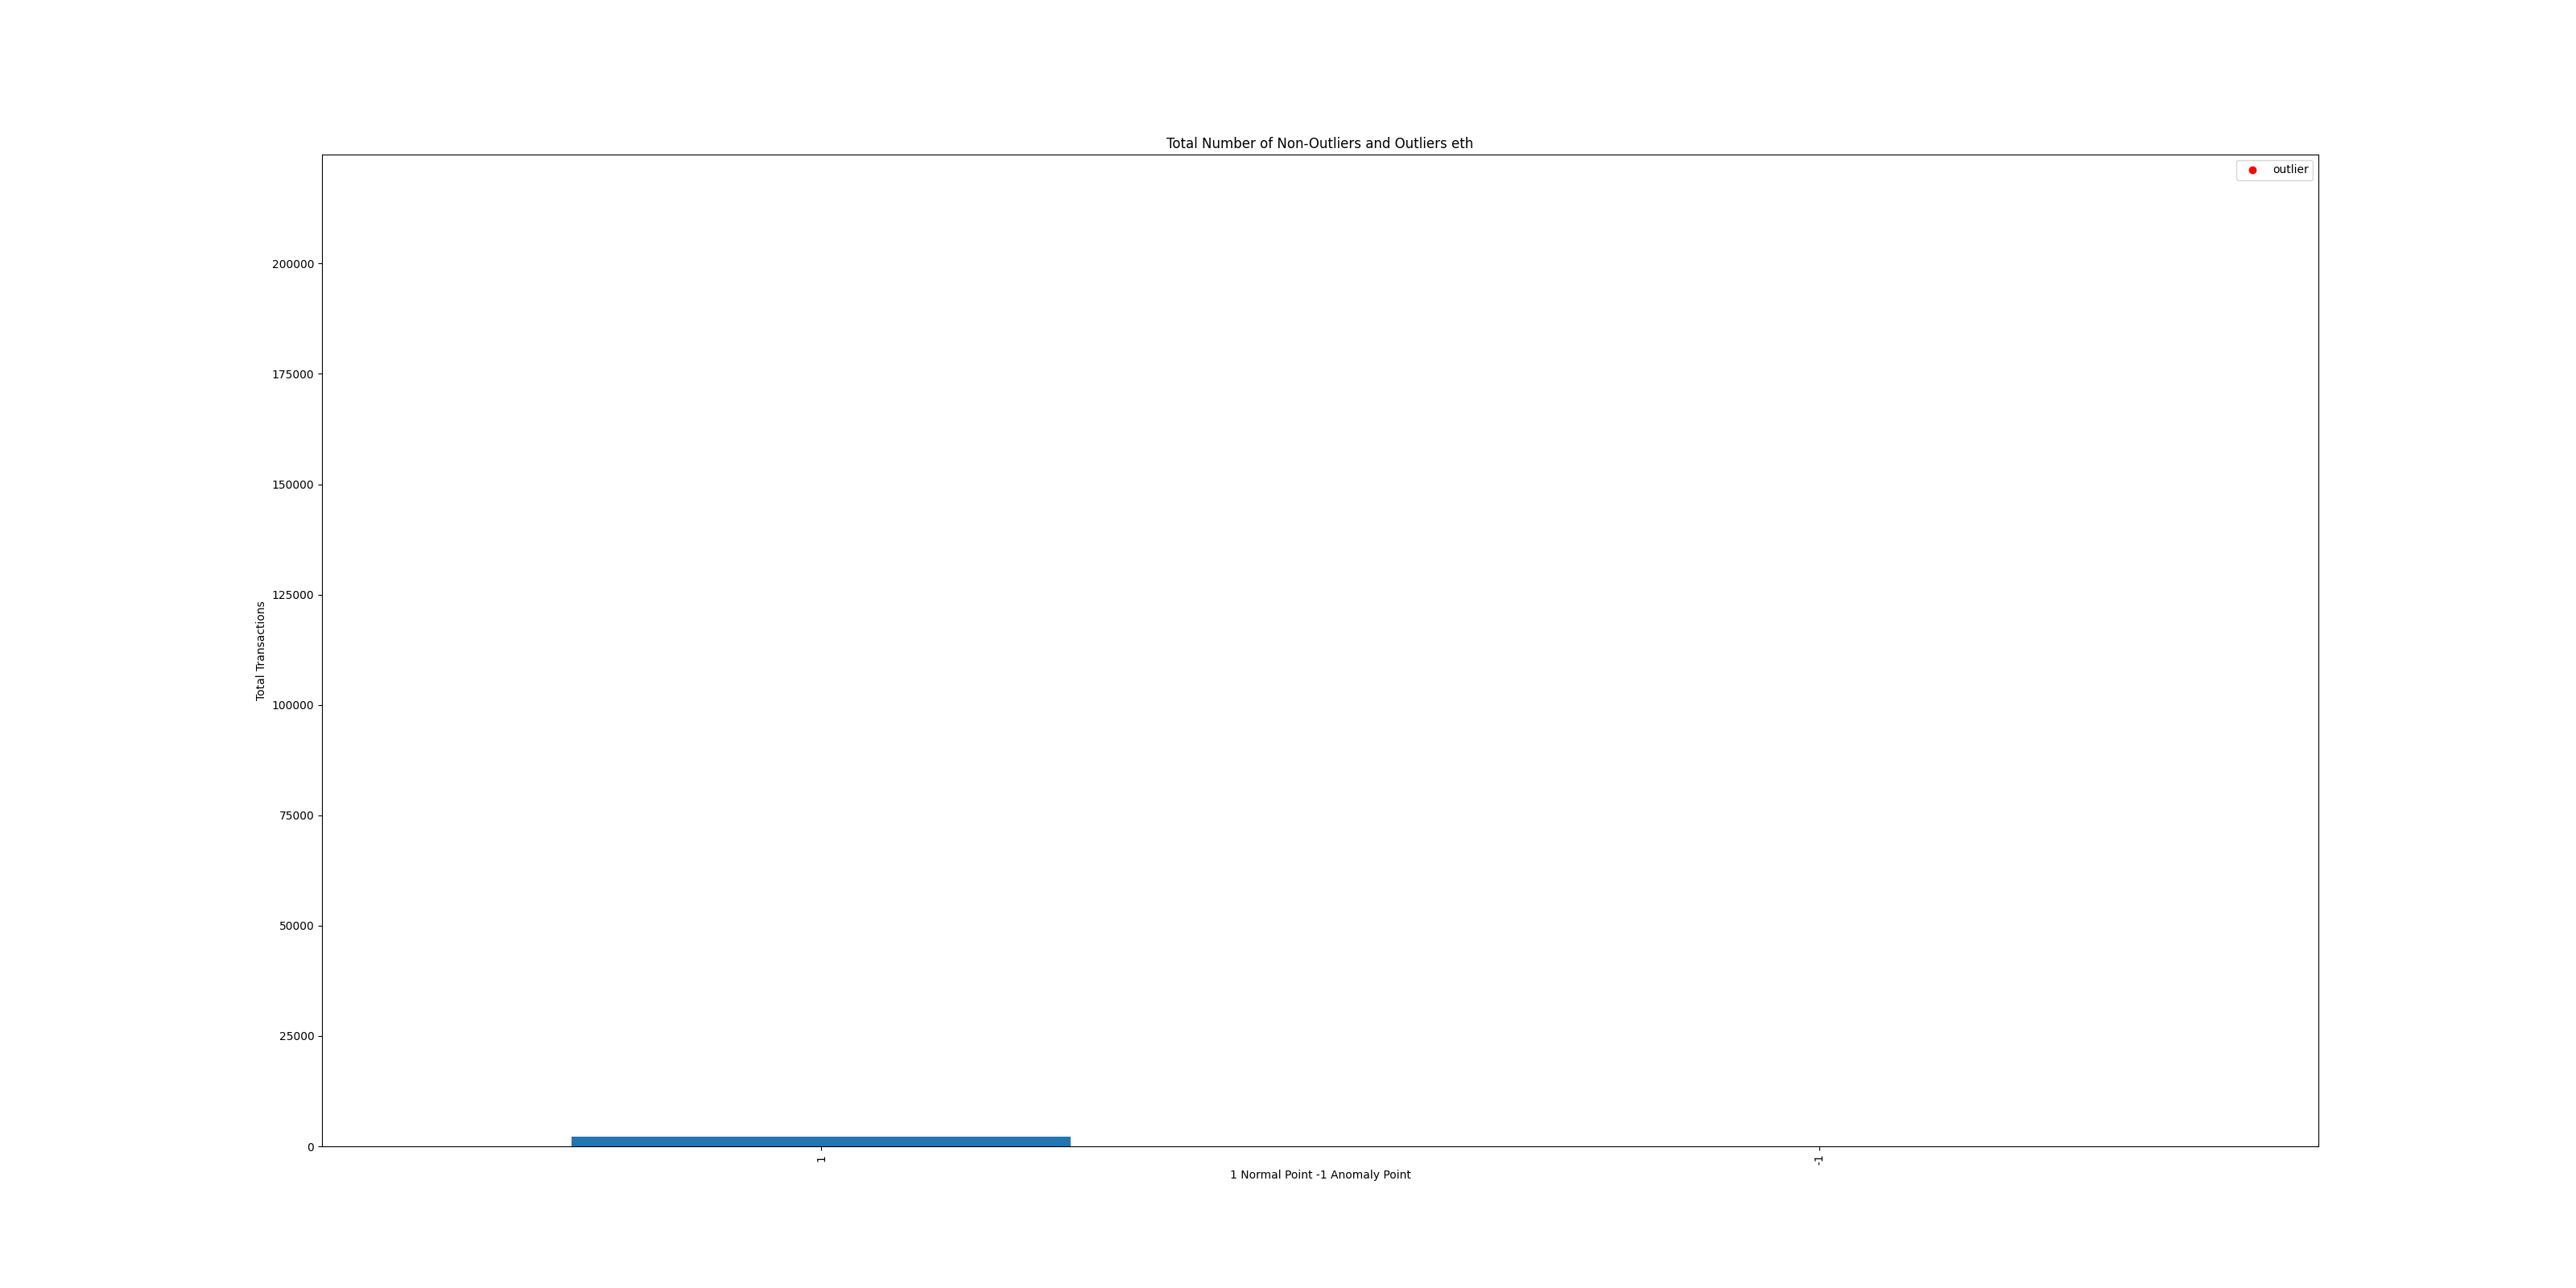 Total Number of Non-Outliers and Outliers eth
outlier
200000
175000
150000
125000
100000
75000
50000
25000
0
Total Transactions
1
-1
1 Normal Point -1 Anomaly Point